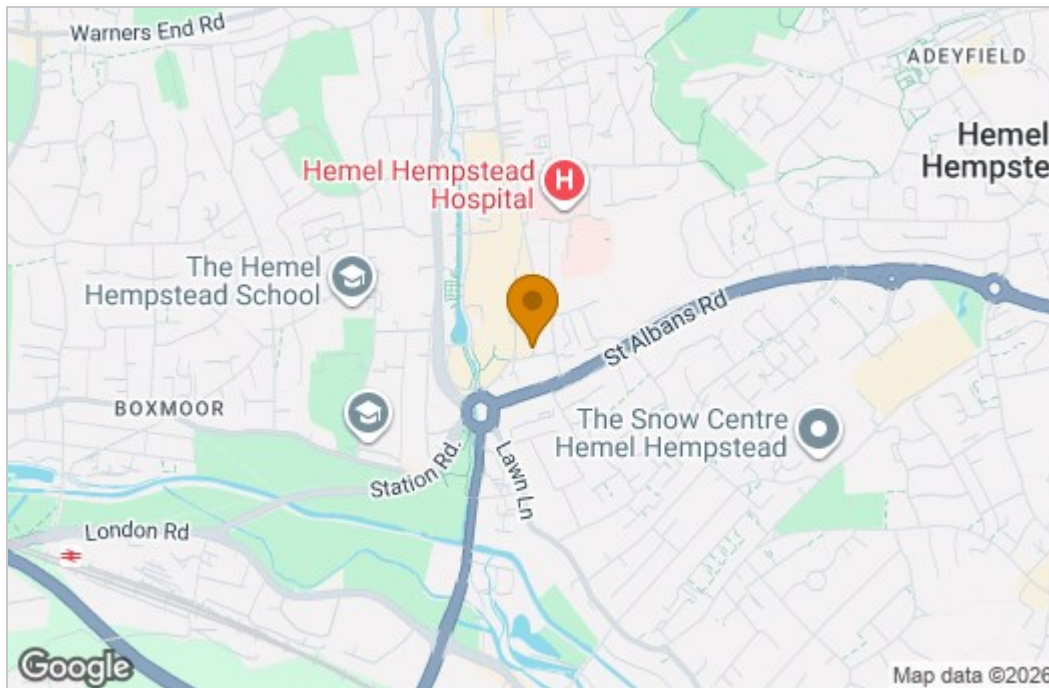 Warners End Rd
ADEYFIELD
Hemel
Hempste
Hemel Hempstead
Hospital
H
The Hemel
Hempstead School
St Albans Rd
BOXMOOR
The Snow Centre
Hemel Hempstead
Station Rd.
Lawn Ln
London Rd
Google
Map data ©2026